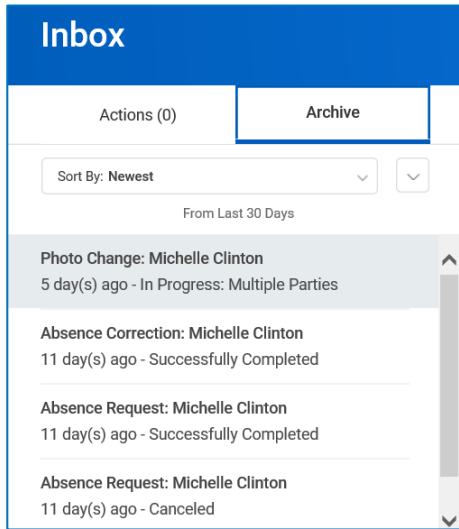 Inbox
Actions (0)
Archive
Sort By: Newest
From Last 30 Days
Photo Change: Michelle Clinton
5 day(s) ago - In Progress: Multiple Parties
Absence Correction: Michelle Clinton
11 day(s) ago - Successfully Completed
Absence Request: Michelle Clinton
11 day(s) ago - Successfully Completed
Absence Request: Michelle Clinton
11 day(s) ago - Canceled